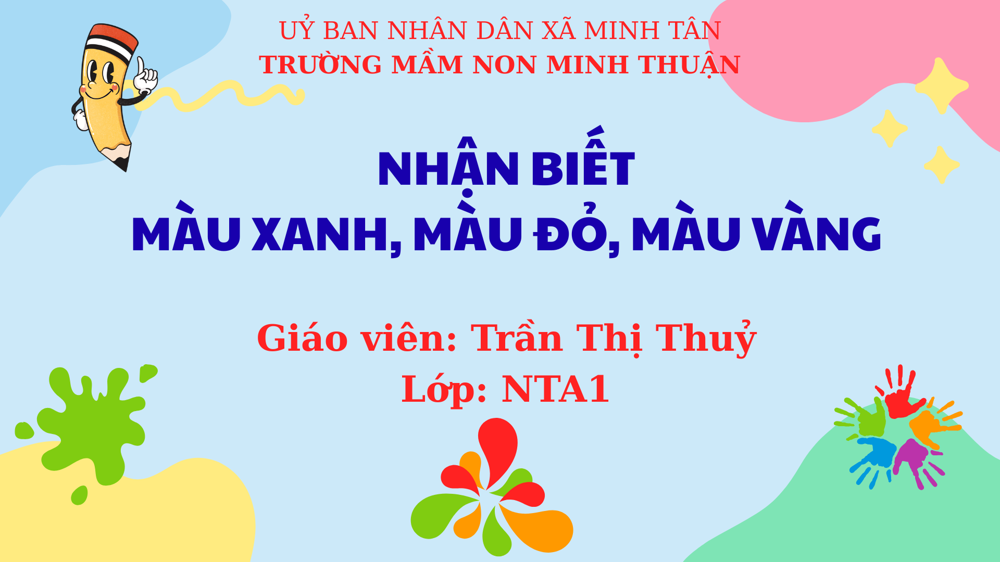 UỶ BAN NHÂN DÂN XÃ MINH TÂN
TRƯỜNG MẦM NON MINH THUẬN
NHẬN BIẾT
MÀU XANH, MÀU ĐỎ, MÀU VÀNG
Giáo viên: Trần Thị Thuỷ
Lớp: NTA1